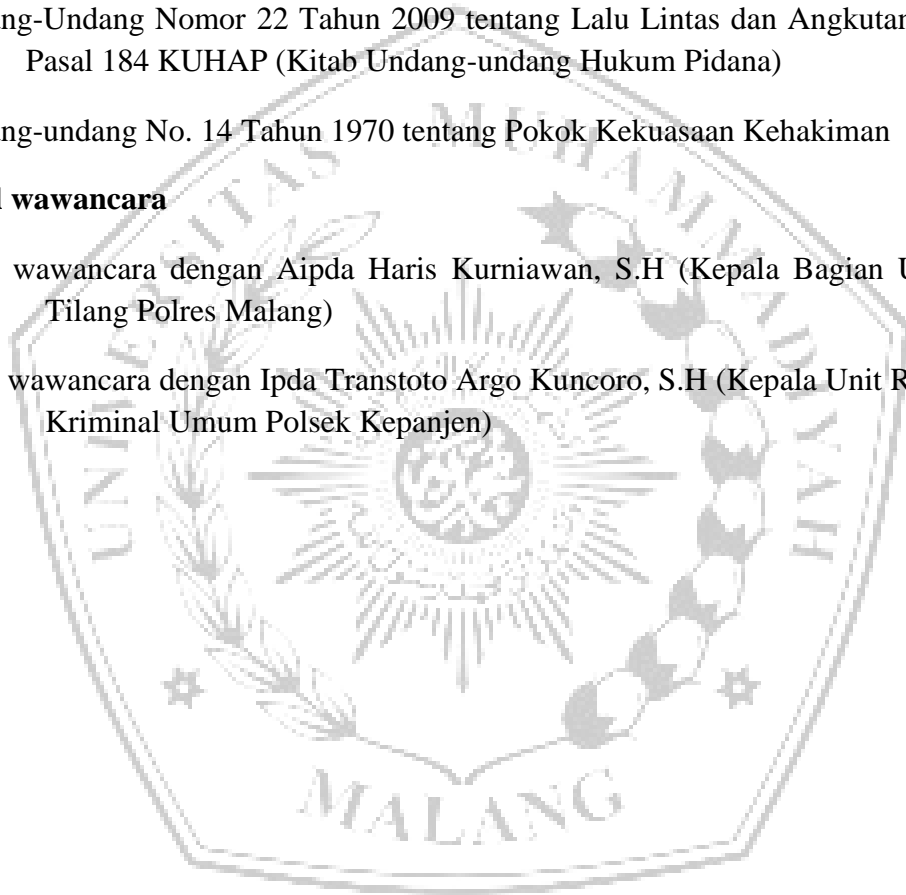 ng-Undang Nomor 22 Tahun 2009 tentang Lalu Lintas dan Angkutan
Pasal 184 KUHAP (Kitab Undang-undang Hukum Pidana)
ng-undang No. 14 Tahun 1970 tentang Pokok Kekuasaan Kehakiman
l wawancara
wawancara dengan Aipda Haris Kurniawan, S.H (Kepala Bagian U
Tilang Polres Malang)
wawancara dengan Ipda Transtoto Argo Kuncoro, S.H (Kepala Unit R
Kriminal Umum Polsek Kepanjen)
UNIVERSITAS MUHAMMADIYAH
MALANG